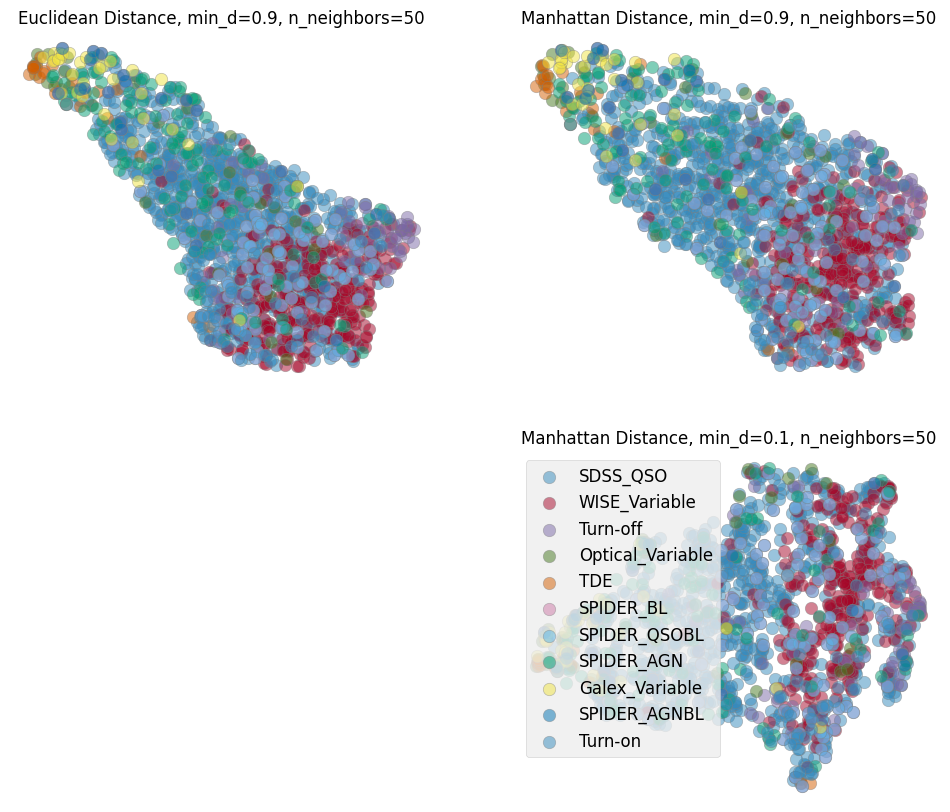 Euclidean Distance, min_d=0.9, n_neighbors=50
Manhattan Distance, min_d=0.9, n_neighbors=50
Manhattan Distance, min_d=0.1, n_neighbors=50
SDSS_QSO
WISE_Variable
Turn-off
Optical_Variable
TDE
SPIDER_BL
SPIDER_QSOBL
SPIDER_AGN
Galex_Variable
SPIDER_AGNBL
Turn-on